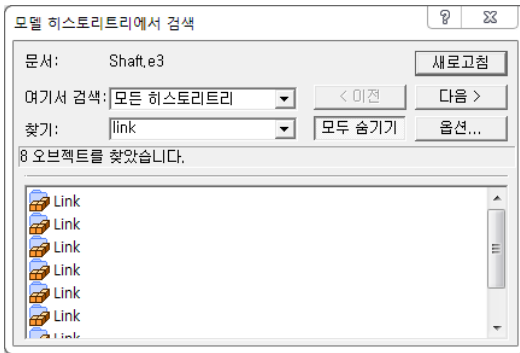 모델 히스토리트리에서 검색
문서: Shaft,e3 새로고침
여기서 검색: 모든 히스토리트리 < 이전 다음 >
찾기: link 모두 숨기기 옵션...
8 오브젝트를 찾았습니다.
Link
Link
Link
Link
Link
Link
Link